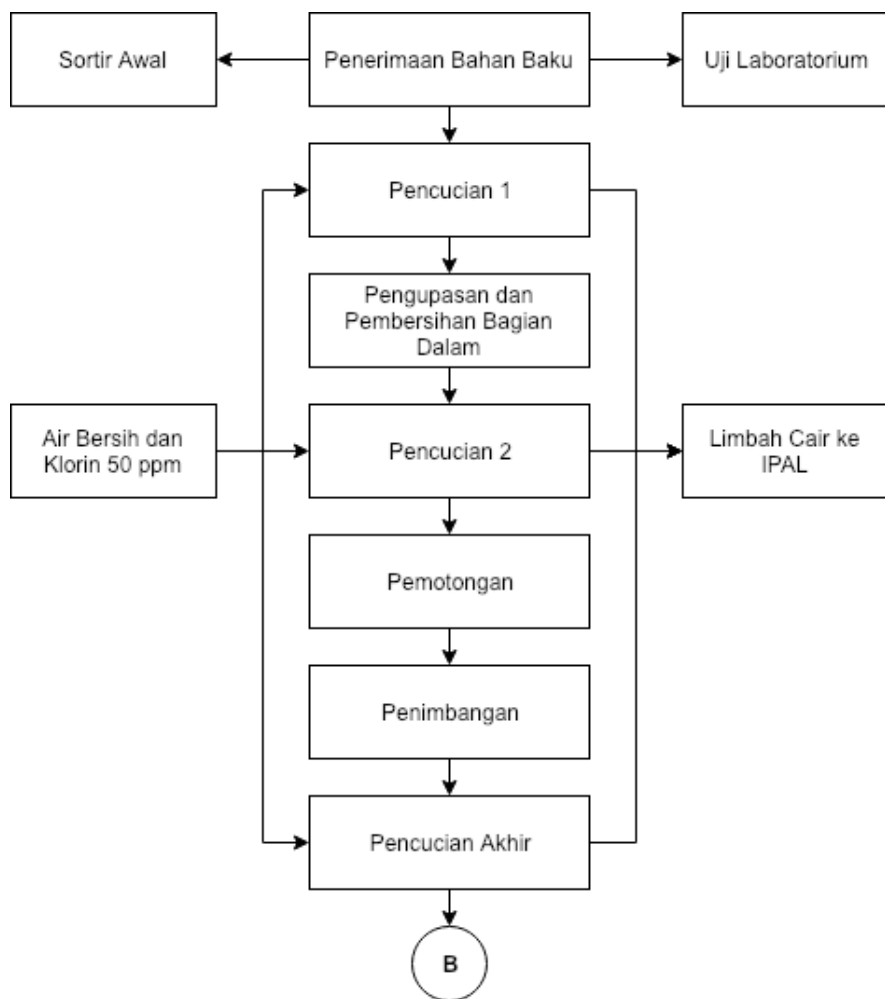 Sortir Awal
Penerimaan Bahan Baku
Uji Laboratorium
Pencucian 1
Pengupasan dan
Pembersihan Bagian
Dalam
Air Bersih dan
Klorin 50 ppm
Pencucian 2
Limbah Cair ke
IPAL
Pemotongan
Penimbangan
Pencucian Akhir
B